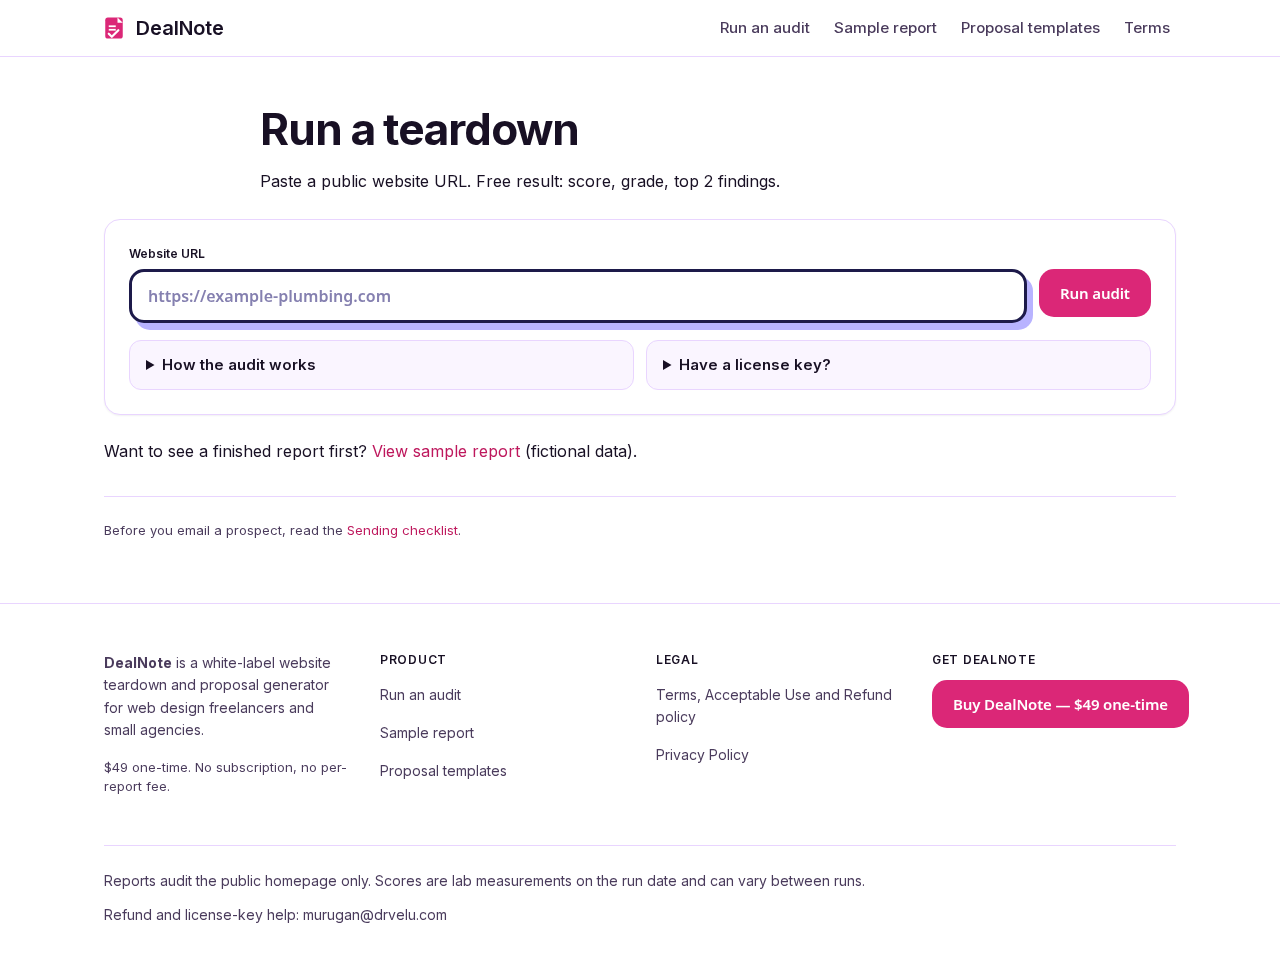 DealNote
Run an audit
Sample report
Proposal templates
Terms
Run a teardown
Paste a public website URL. Free result: score, grade, top 2 findings.
Website URL
https://example-plumbing.com
Run audit
How the audit works
Have a license key?
Want to see a finished report first? View sample report (fictional data).
Before you email a prospect, read the Sending checklist.
DealNote is a white-label website
teardown and proposal generator
for web design freelancers and
small agencies.
$49 one-time. No subscription, no per-
report fee.
PRODUCT
Run an audit
Sample report
Proposal templates
LEGAL
Terms, Acceptable Use and Refund
policy
Privacy Policy
GET DEALNOTE
Buy DealNote — $49 one-time
Reports audit the public homepage only. Scores are lab measurements on the run date and can vary between runs.
Refund and license-key help: murugan@drvelu.com